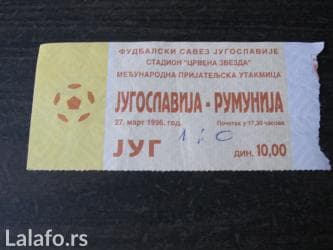 ФУДБАЛСКИ САВЕЗ ЈУГОСЛАВИЈЕ
СТАДИОН "ЦРВЕНА ЗВЕЗДА"
МЕЂУНАРОДНА ПРИЈАТЕЉСКА УТАКМИЦА
ЈУГОСЛАВИЈА - РУМУНИЈА
27. март 1996. год. Почетак у 17,30 часова
ЈУГ 1:0 ДИН. 10,00
Lalafo.rs